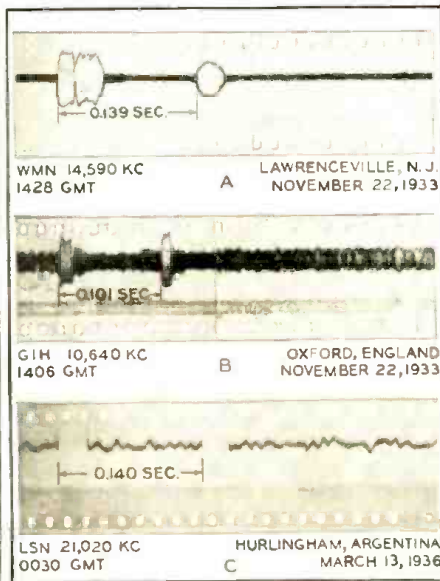 0.139 SEC.
WMN 14,590 KC LAWRENCEVILLE, N.J.
1428 GMT A NOVEMBER 22,1933
0.101 SEC.
GIH 10,640 KC OXFORD, ENGLAND
1406 GMT B NOVEMBER 22,1933
0.140 SEC.
LSN 21,020 KC HURLINGHAM, ARGENTINA
0030 GMT C MARCH 13,1936